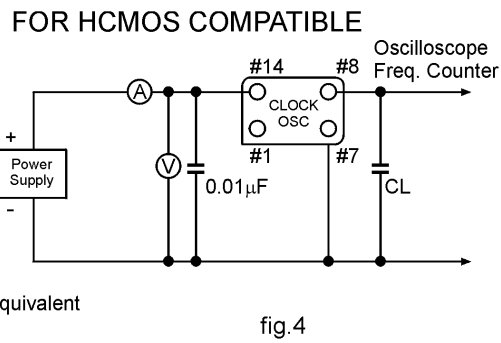 FOR HCMOS COMPATIBLE
Oscilloscope
Freq. Counter
#14
#8
A
CLOCK
OSC
+
#1
#7
Power
Supply
V
0.01µF
CL
-
quivalent
fig.4